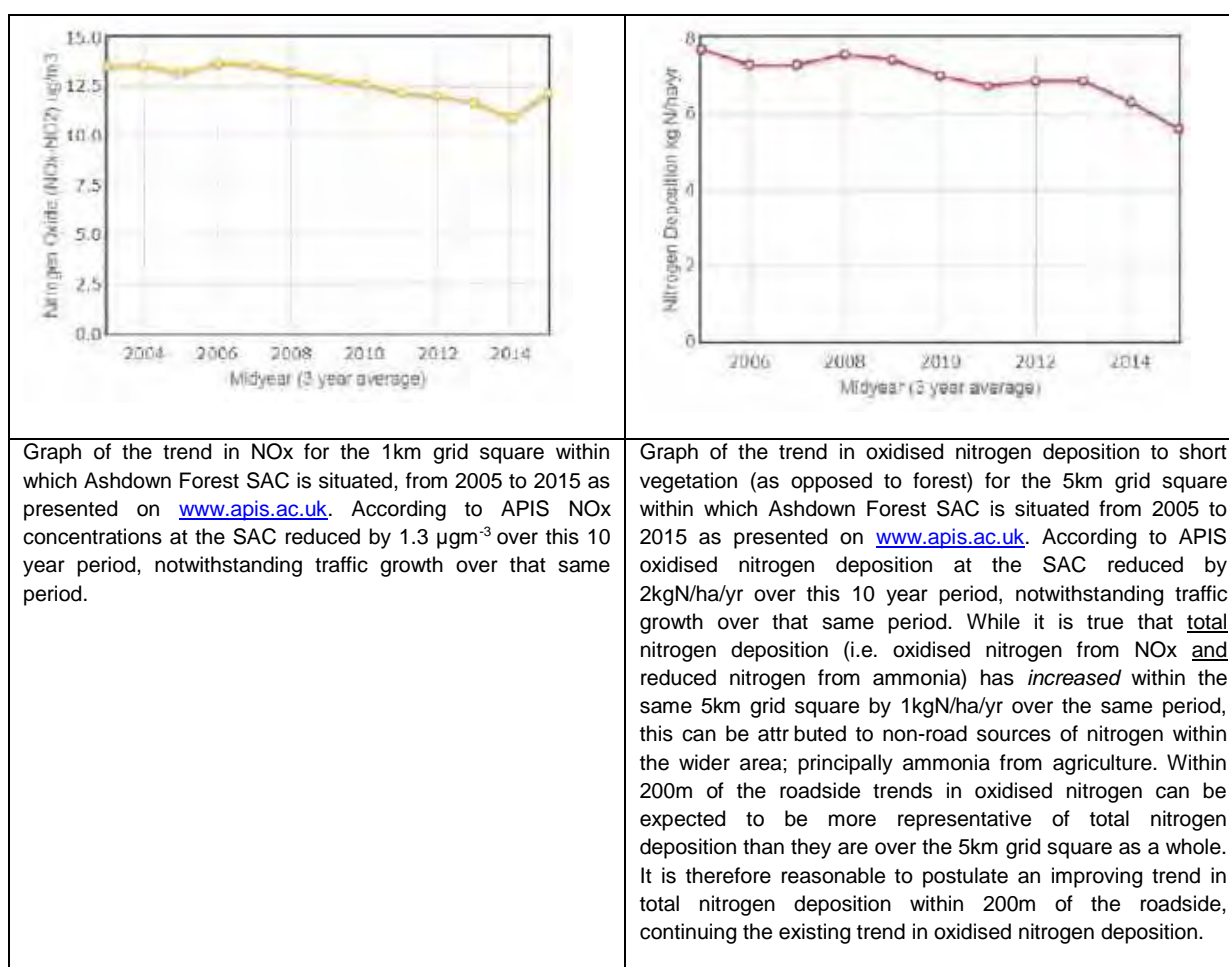 15.0
12.5
10.0
7.5
5.0
2.5
0.0
Nitrogen Oxide (NOx-NO2) ug/m3
2004 2006 2008 2010 2012 2014
Midyear (3 year average)
8
6
4
2
0
Nitrogen Deposition kg N/ha/yr
2006 2008 2010 2012 2014
Midyear (3 year average)
Graph of the trend in NOx for the 1km grid square within
which Ashdown Forest SAC is situated, from 2005 to 2015 as
presented on www.apis.ac.uk. According to APIS NOx
concentrations at the SAC reduced by 1.3 µgm-3 over this 10
year period, notwithstanding traffic growth over that same
period.
Graph of the trend in oxidised nitrogen deposition to short
vegetation (as opposed to forest) for the 5km grid square
within which Ashdown Forest SAC is situated from 2005 to
2015 as presented on www.apis.ac.uk. According to APIS
oxidised nitrogen deposition at the SAC reduced by
2kgN/ha/yr over this 10 year period, notwithstanding traffic
growth over that same period. While it is true that total
nitrogen deposition (i.e. oxidised nitrogen from NOx and
reduced nitrogen from ammonia) has increased within the
same 5km grid square by 1kgN/ha/yr over the same period,
this can be attr buted to non-road sources of nitrogen within
the wider area; principally ammonia from agriculture. Within
200m of the roadside trends in oxidised nitrogen can be
expected to be more representative of total nitrogen
deposition than they are over the 5km grid square as a whole.
It is therefore reasonable to postulate an improving trend in
total nitrogen deposition within 200m of the roadside,
continuing the existing trend in oxidised nitrogen deposition.